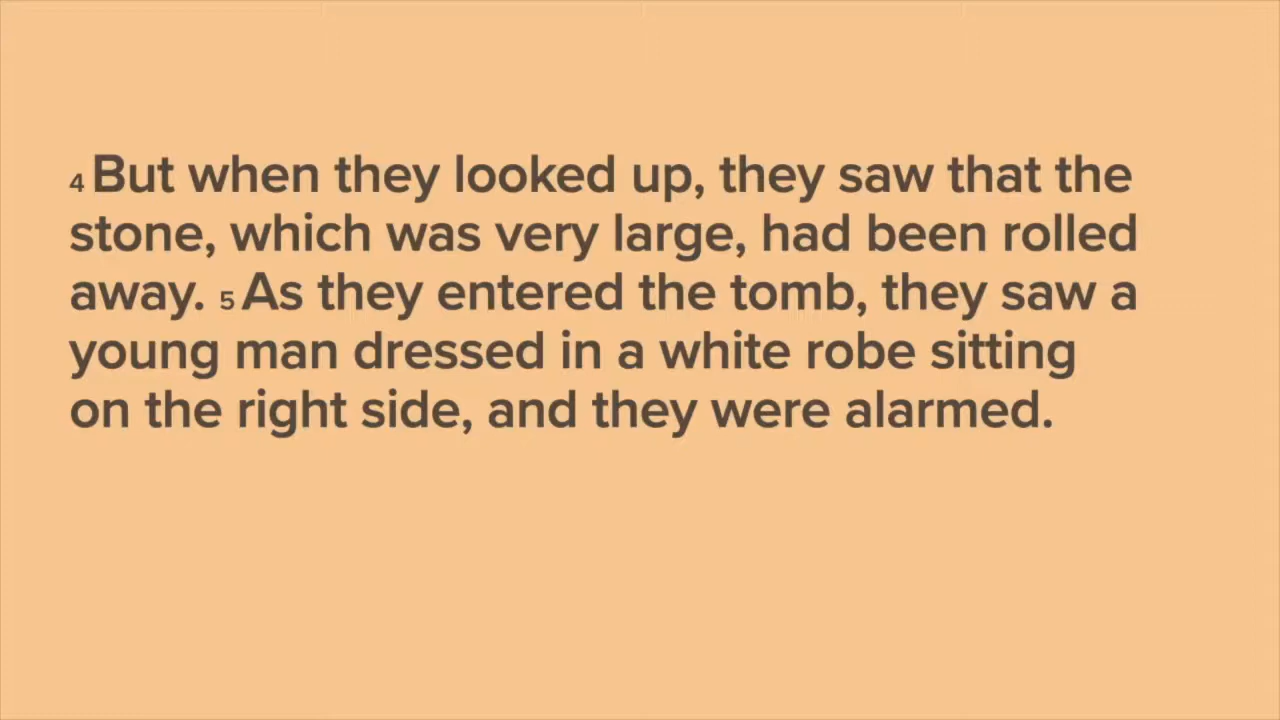 4 But when they looked up, they saw that the
stone, which was very large, had been rolled
away. 5 As they entered the tomb, they saw a
young man dressed in a white robe sitting
on the right side, and they were alarmed.